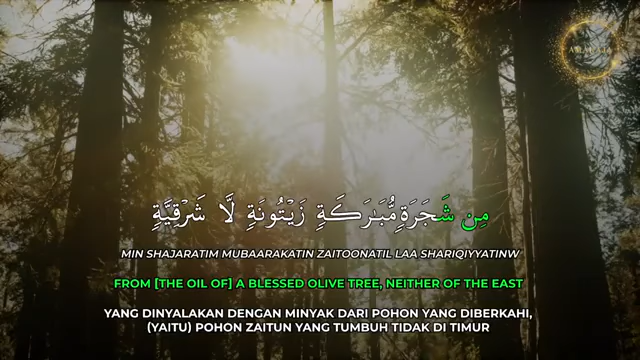 مِن شَجَرَةٍ مُّبَٰرَكَةٍ زَيْتُونَةٍ لَّا شَرْقِيَّةٍ
MIN SHAJARATIM MUBAARAKATIN ZAITOONATIL LAA SHARIQIYYATINW
FROM [THE OIL OF] A BLESSED OLIVE TREE, NEITHER OF THE EAST
YANG DINYALAKAN DENGAN MINYAK DARI POHON YANG DIBERKAHI,
(YAITU) POHON ZAITUN YANG TUMBUH TIDAK DI TIMUR